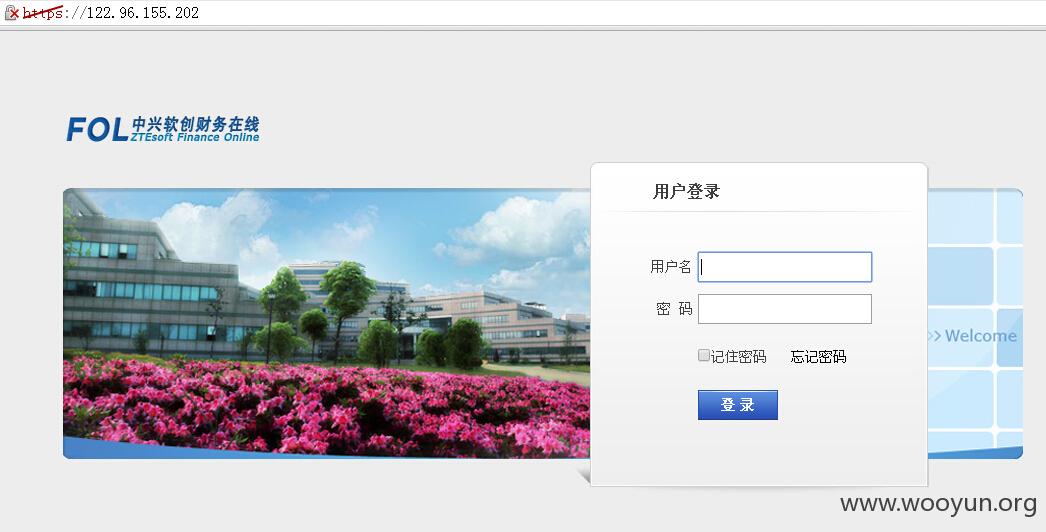 https://122.96.155.202
FOL 中兴软创财务在线
ZTEsoft Finance Online
用户登录
用户名
密 码
记住密码 忘记密码
登 录
>> Welcome
www.wooyun.org